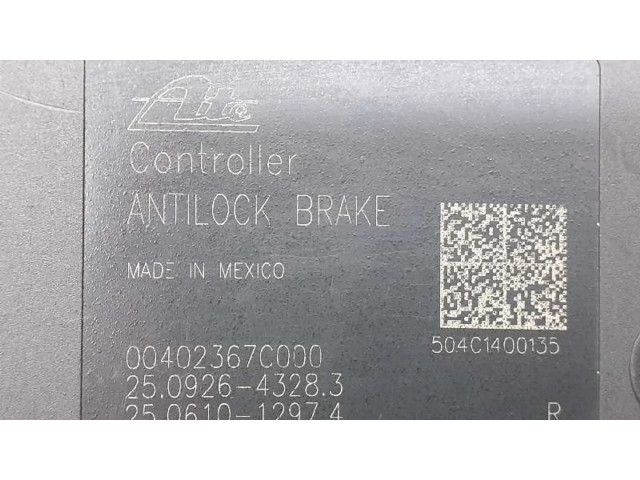 Ate
Controller
ANTILOCK BRAKE
MADE IN MEXICO
504C1400135
00402367C000
25.0926-4328.3
25.0610-1297.4
R